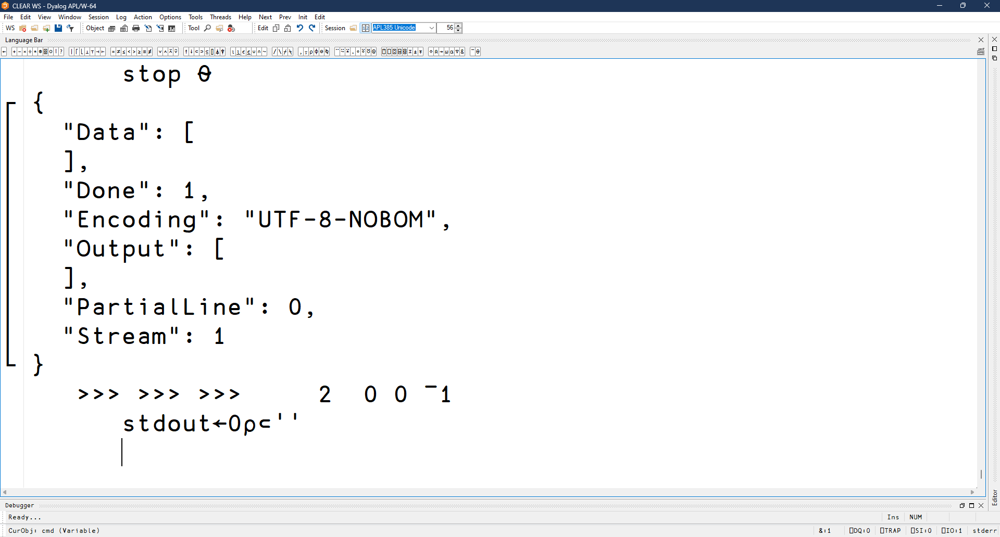 CLEAR WS - Dyalog APL/W-64
File Edit View Window Session Log Action Options Tools Threads Help Next Prev Init Edit
WS Object Tool Edit Session APL385 Unicode 56
Language Bar
stop ⍬
{
"Data": [
],
"Done": 1,
"Encoding": "UTF-8-NOBOM",
"Output": [
],
"PartialLine": 0,
"Stream": 1
}
>>> >>> >>> 2 0 0 ¯1
stdout←0⍴⊂''
Editor
Debugger
Ready...
Ins NUM
CurObj: cmd (Variable)
&:1 ⎕DQ:0 ⎕TRAP ⎕SI:0 ⎕IO:1 stderr